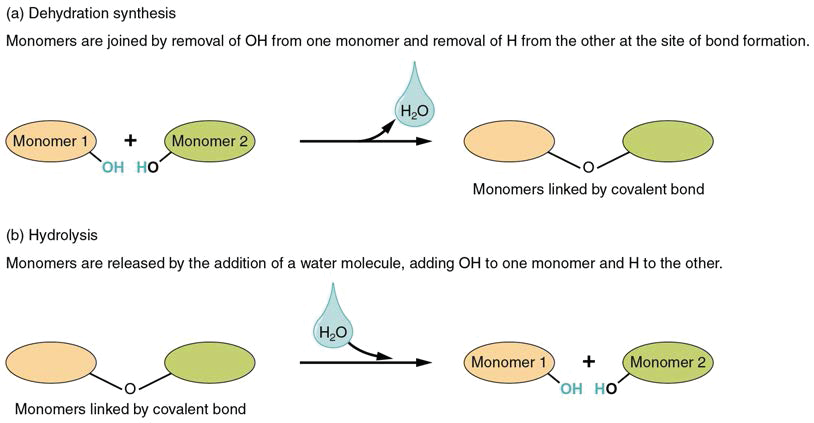 (a) Dehydration synthesis
Monomers are joined by removal of OH from one monomer and removal of H from the other at the site of bond formation.
H₂O
Monomer 1 + Monomer 2
OH HO
O
Monomers linked by covalent bond
(b) Hydrolysis
Monomers are released by the addition of a water molecule, adding OH to one monomer and H to the other.
H₂O
Monomer 1 + Monomer 2
O
OH HO
Monomers linked by covalent bond